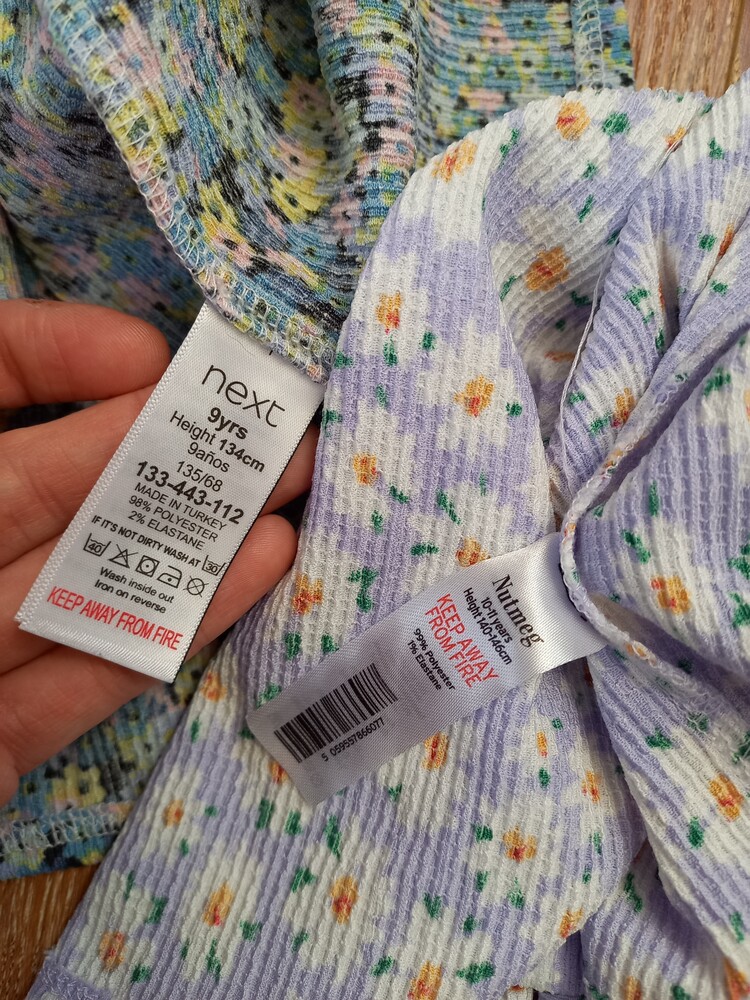 next
9yrs
Height 134cm
9años
135/68
133-443-112
MADE IN TURKEY
98% POLYESTER
2% ELASTANE
IF IT'S NOT DIRTY WASH AT 30
40
Wash inside out
Iron on reverse
KEEP AWAY FROM FIRE
Nutmeg
10-11 years
Height 140-146cm
KEEP AWAY
FROM FIRE
99% Polyester
1% Elastane
5 059557866077